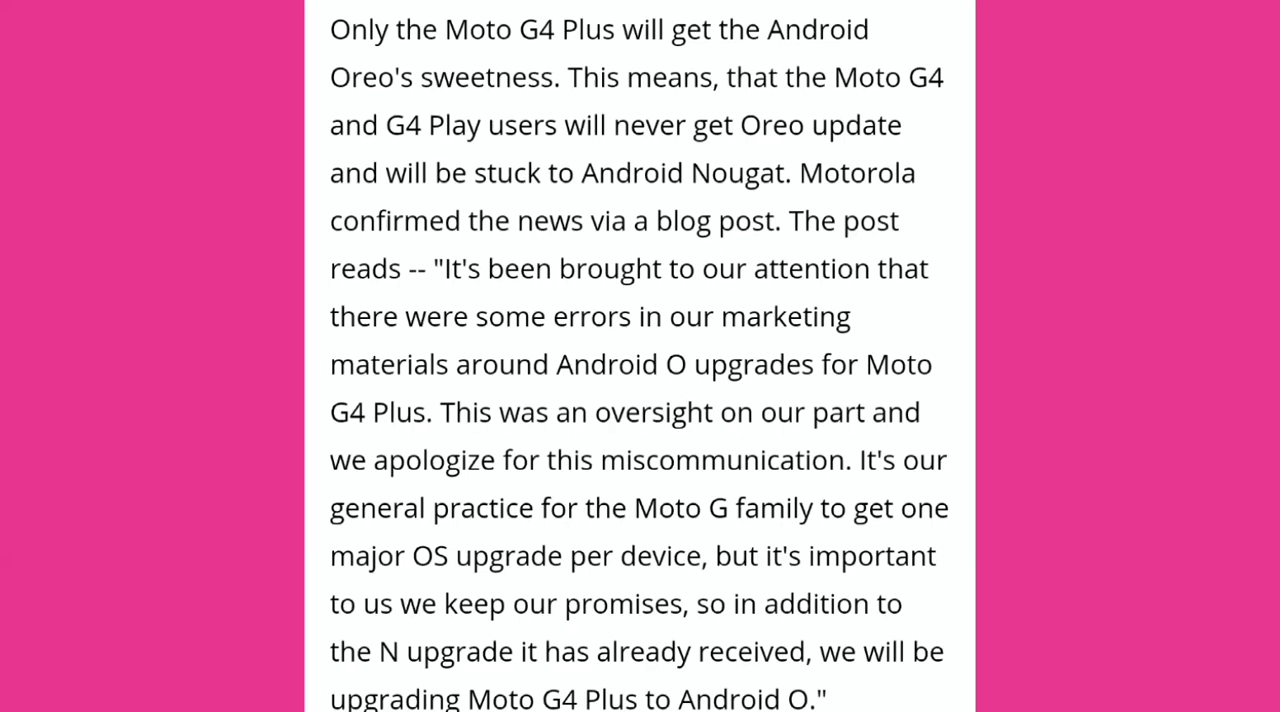 Only the Moto G4 Plus will get the Android
Oreo's sweetness. This means, that the Moto G4
and G4 Play users will never get Oreo update
and will be stuck to Android Nougat. Motorola
confirmed the news via a blog post. The post
reads -- "It's been brought to our attention that
there were some errors in our marketing
materials around Android O upgrades for Moto
G4 Plus. This was an oversight on our part and
we apologize for this miscommunication. It's our
general practice for the Moto G family to get one
major OS upgrade per device, but it's important
to us we keep our promises, so in addition to
the N upgrade it has already received, we will be
upgrading Moto G4 Plus to Android O."